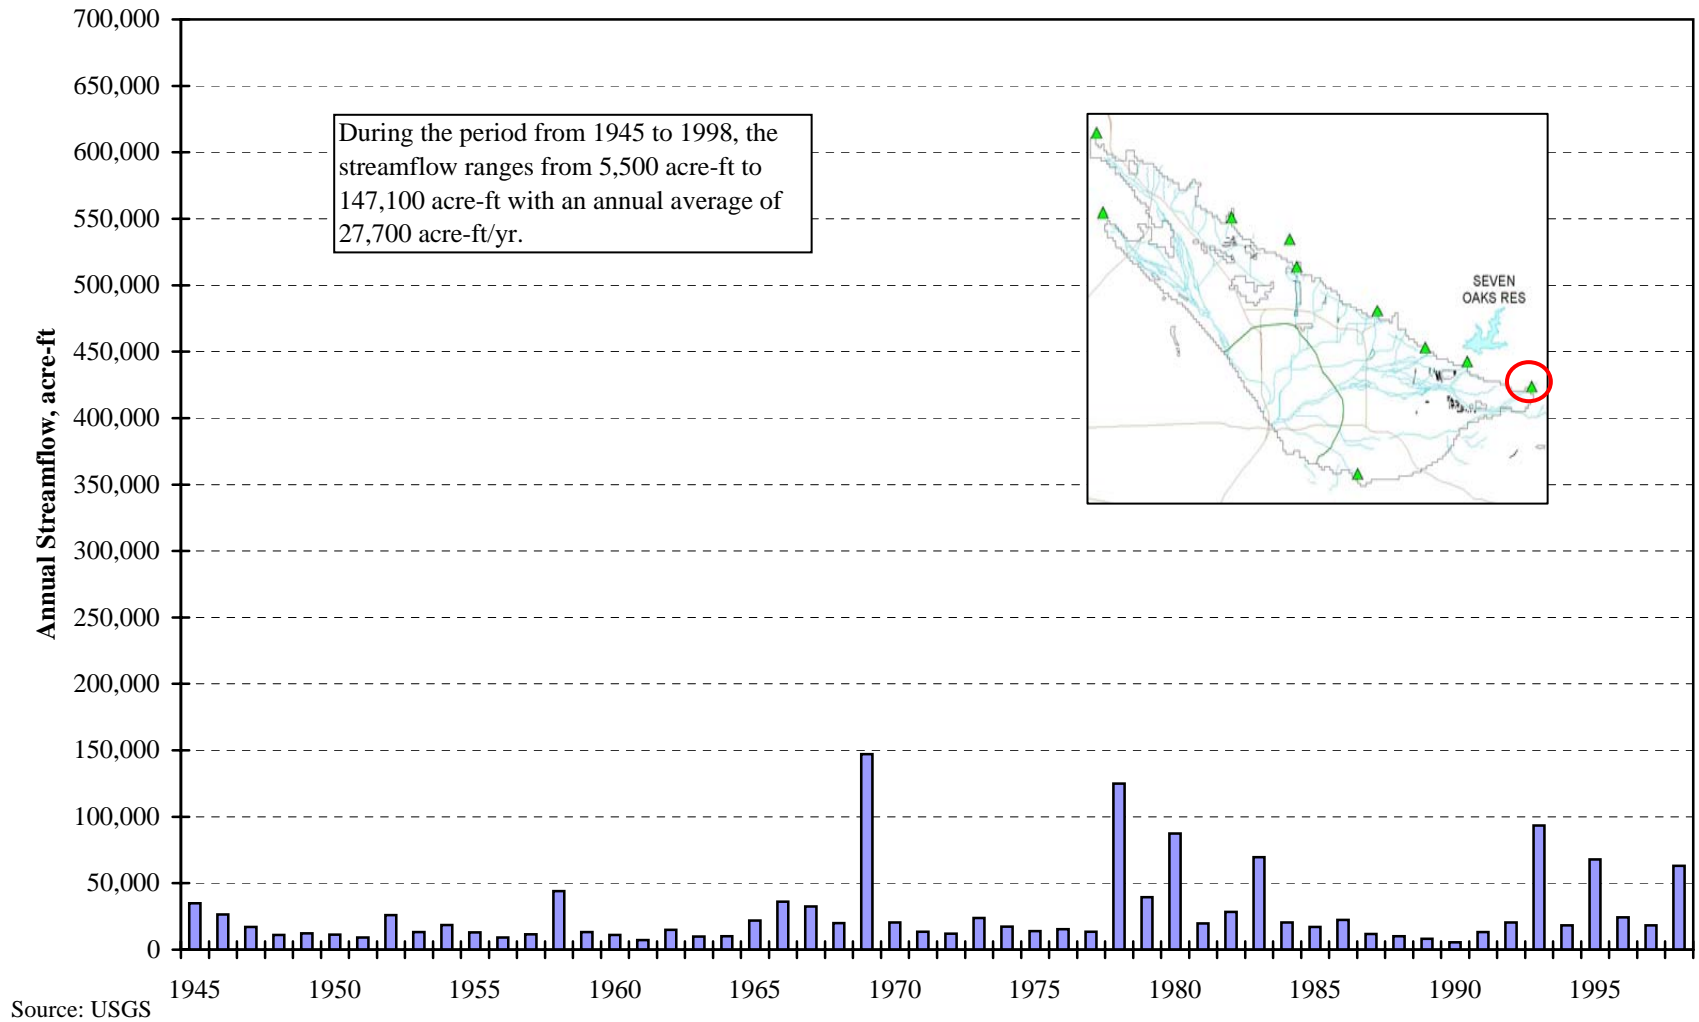 700,000
650,000
600,000
550,000
500,000
450,000
400,000
350,000
300,000
250,000
200,000
150,000
100,000
50,000
0
Annual Streamflow, acre-ft
During the period from 1945 to 1998, the
streamflow ranges from 5,500 acre-ft to
147,100 acre-ft with an annual average of
27,700 acre-ft/yr.
SEVEN
OAKS RES
1945 1950 1955 1960 1965 1970 1975 1980 1985 1990 1995
Source: USGS